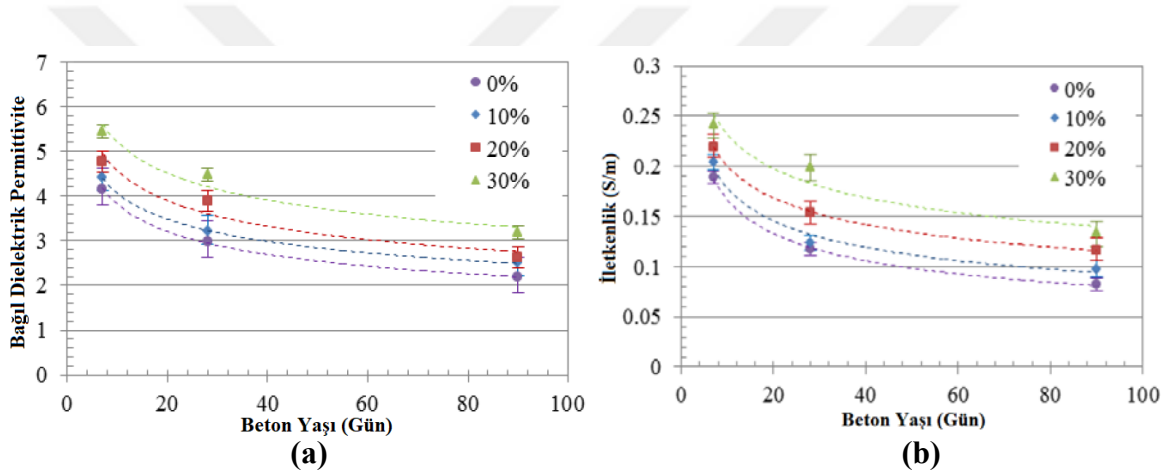 7
6
5
4
3
2
1
0
Bağıl Dielektrik Permittivite
0%
10%
20%
30%
0 20 40 60 80 100
Beton Yaşı (Gün)
(a)
0.3
0.25
0.2
0.15
0.1
0.05
0
İletkenlik (S/m)
0%
10%
20%
30%
0 20 40 60 80 100
Beton Yaşı (Gün)
(b)